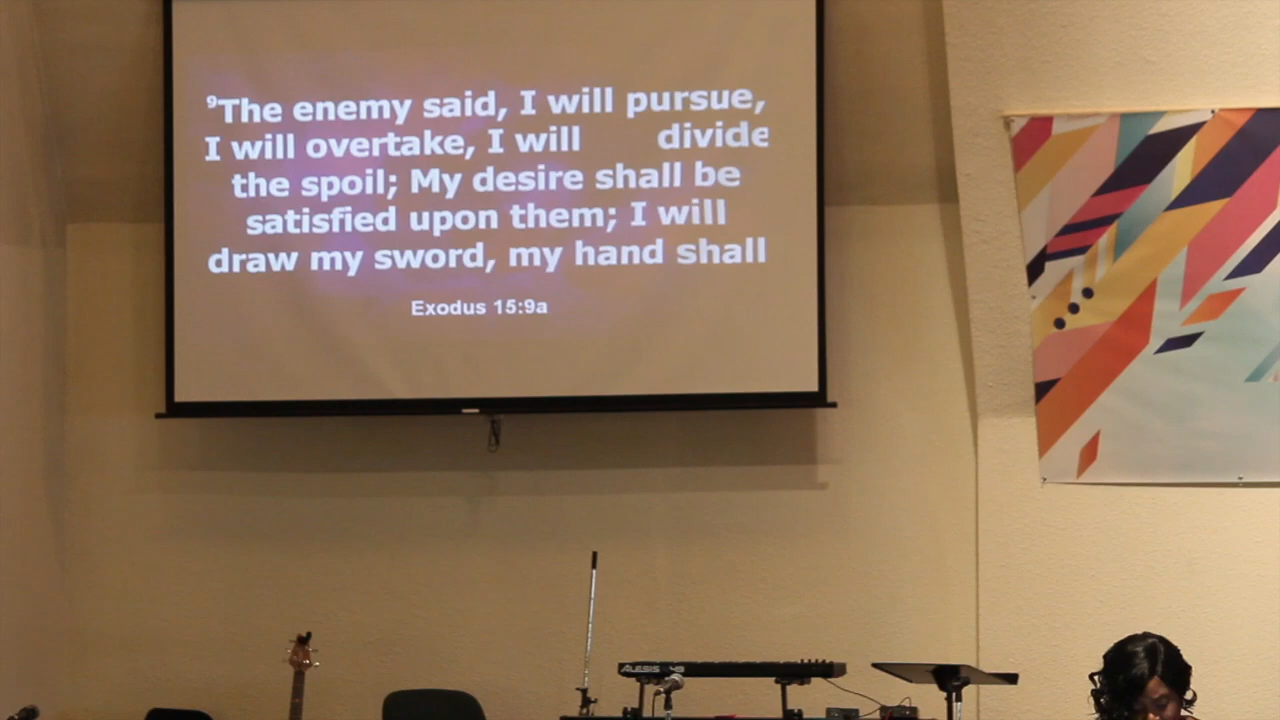 ⁹The enemy said, I will pursue,
I will overtake, I will divide
the spoil; My desire shall be
satisfied upon them; I will
draw my sword, my hand shall
Exodus 15:9a
ALESIS